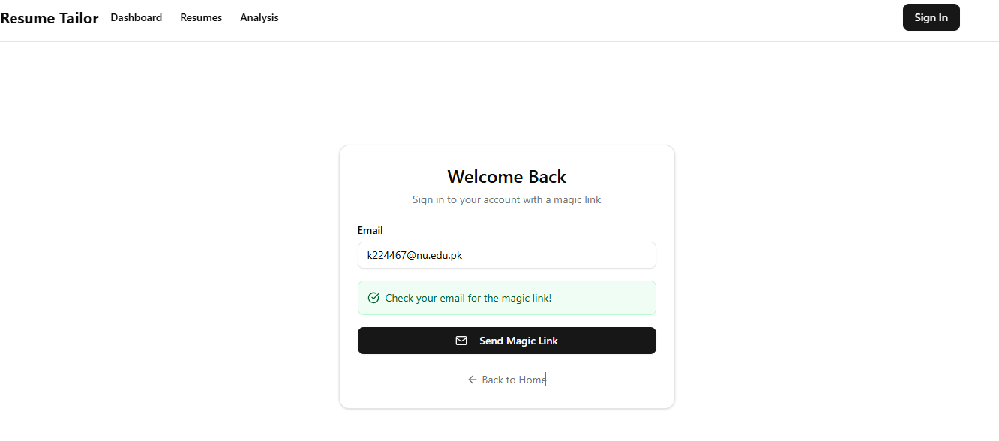 Resume Tailor Dashboard Resumes Analysis Sign In
Welcome Back
Sign in to your account with a magic link
Email
k224467@nu.edu.pk
Check your email for the magic link!
Send Magic Link
Back to Home